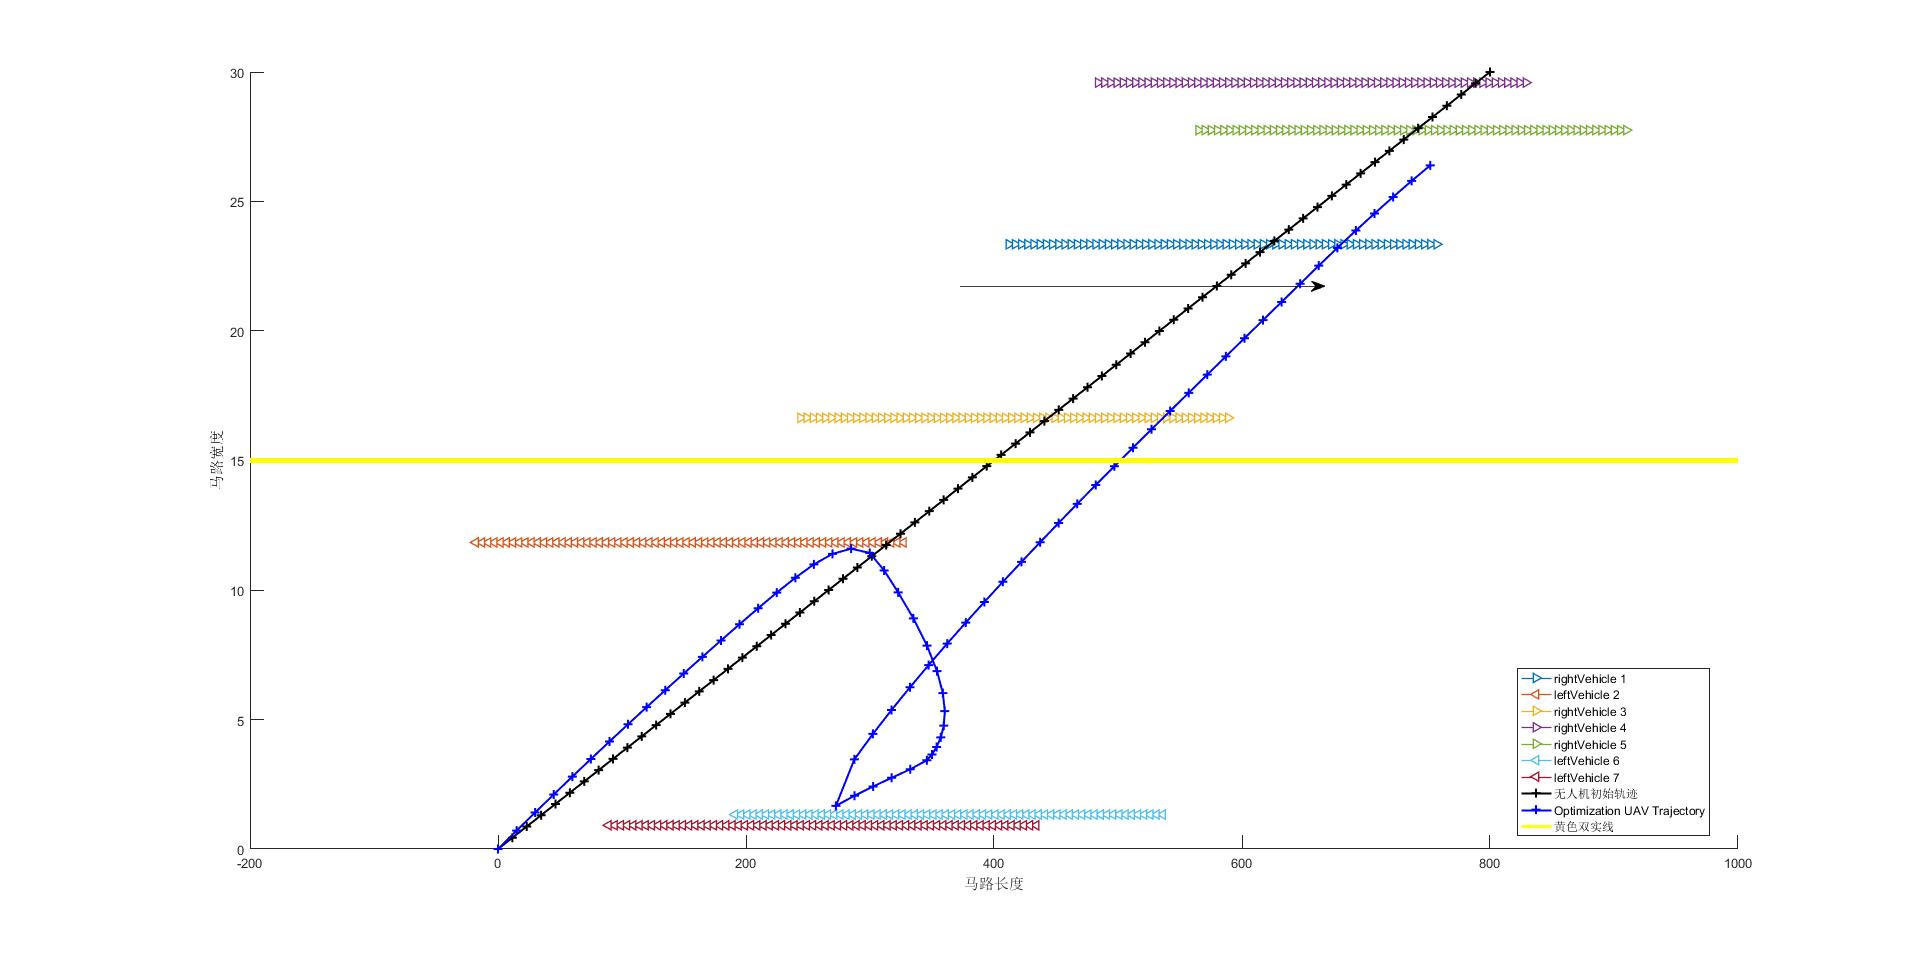 30
25
20
15
10
5
0
马路宽度
-200
0
200
400
600
800
1000
马路长度
rightVehicle 1
leftVehicle 2
rightVehicle 3
rightVehicle 4
rightVehicle 5
leftVehicle 6
leftVehicle 7
无人机初始轨迹
Optimization UAV Trajectory
黄色双实线